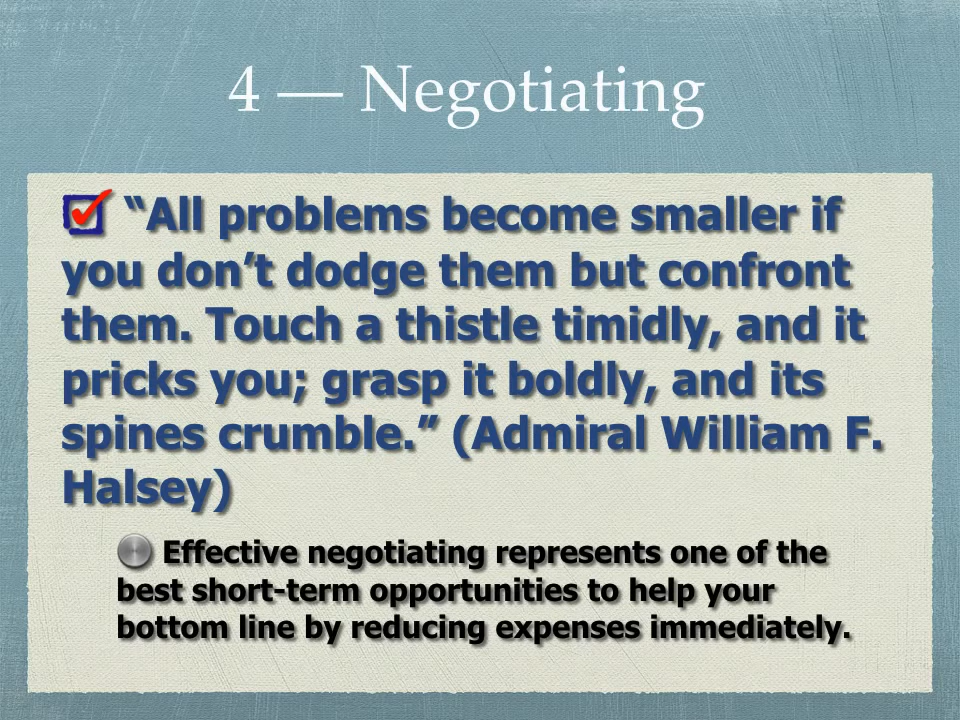 4 — Negotiating
“All problems become smaller if
you don’t dodge them but confront
them. Touch a thistle timidly, and it
pricks you; grasp it boldly, and its
spines crumble.” (Admiral William F.
Halsey)
Effective negotiating represents one of the
best short-term opportunities to help your
bottom line by reducing expenses immediately.